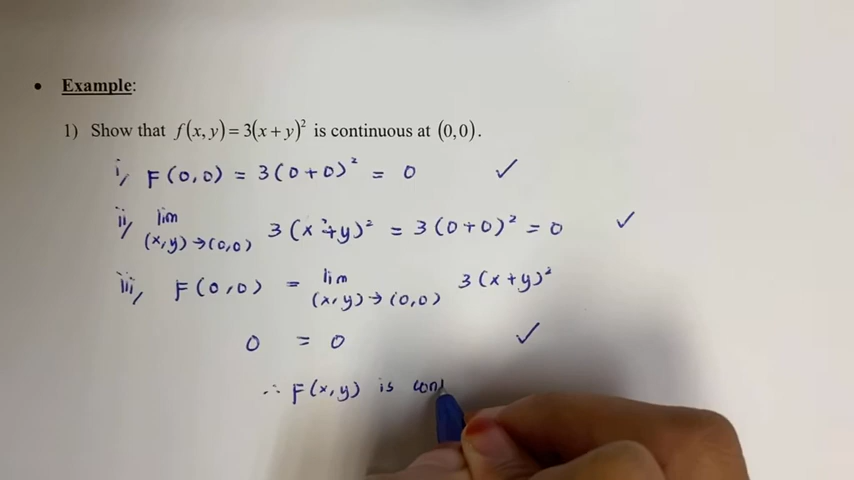 • Example:
1) Show that f(x, y) = 3(x + y)² is continuous at (0,0).
i, F(0,0) = 3(0+0)² = 0 ✓
ii, lim (x,y)→(0,0) 3(x²+y)² = 3(0+0)² = 0 ✓
iii, F(0,0) = lim (x,y)→(0,0) 3(x+y)²
0 = 0 ✓
∴ F(x,y) is cont